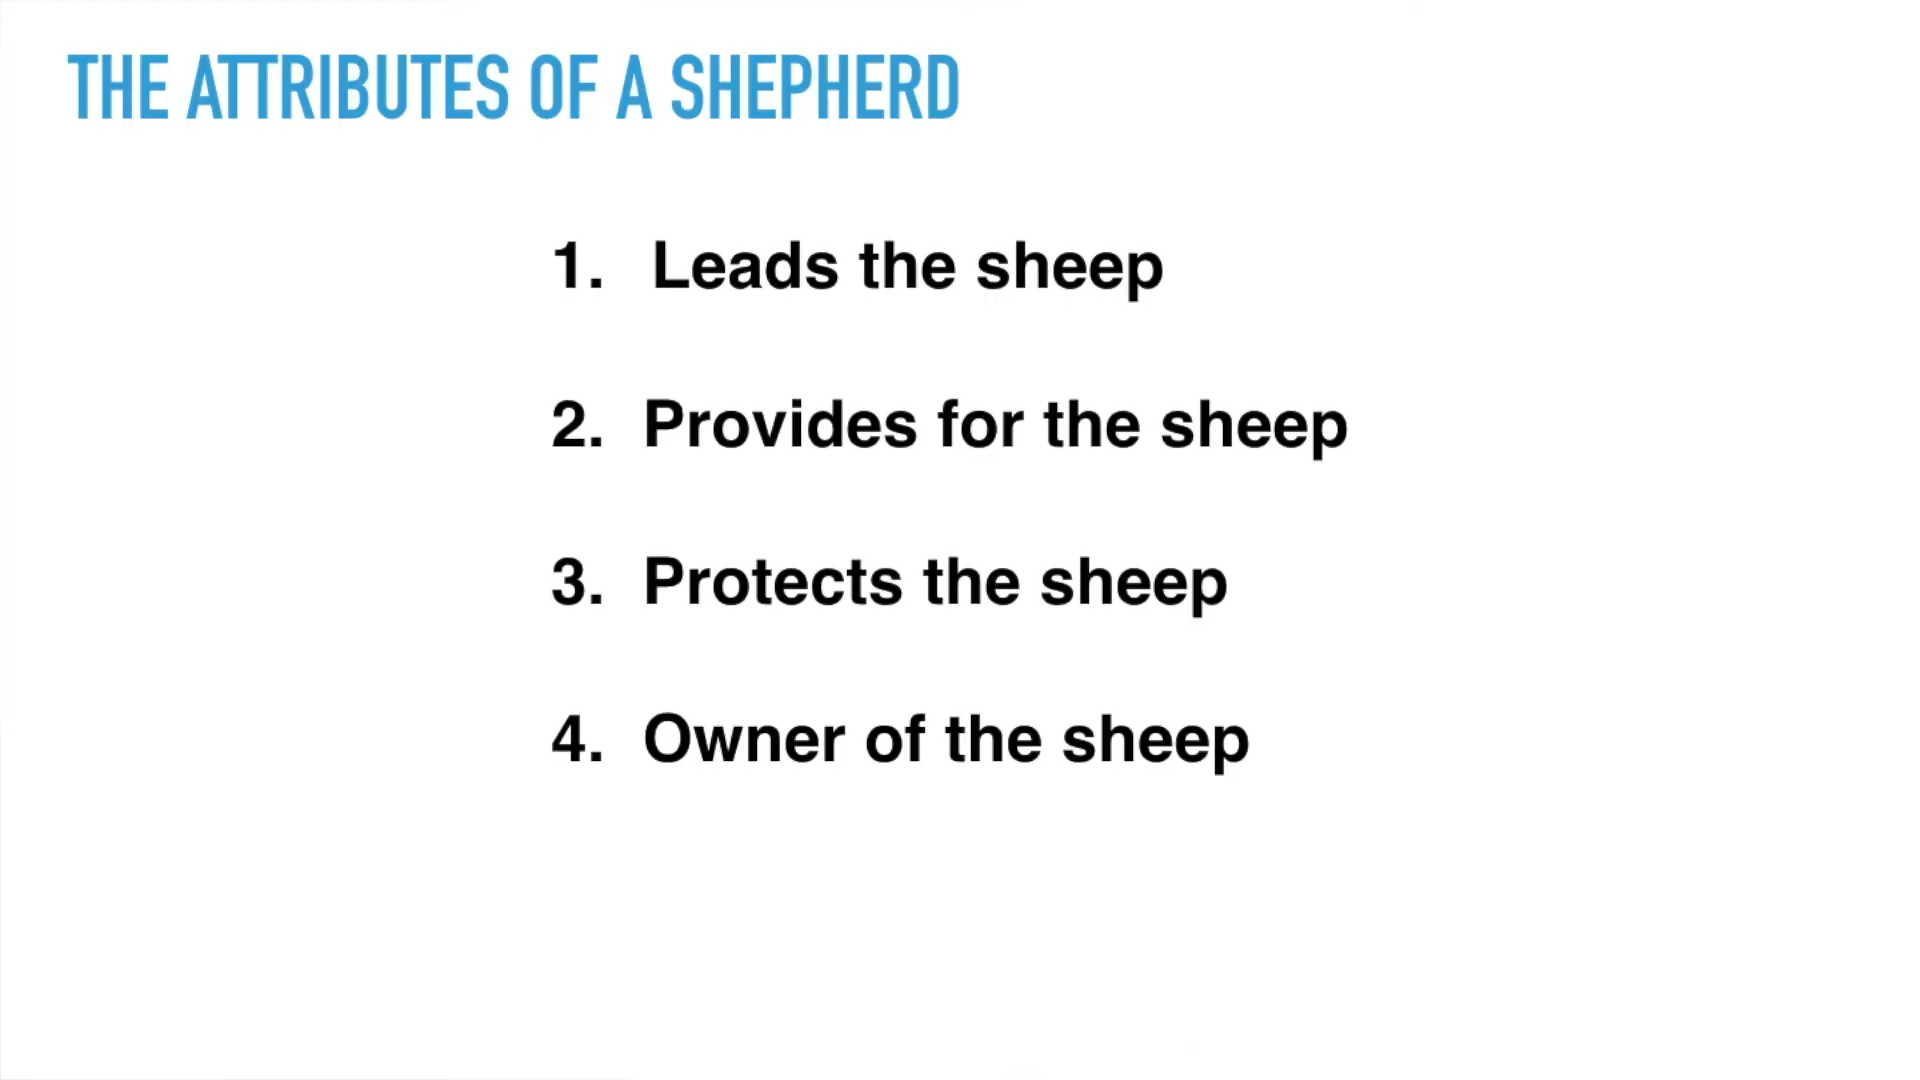 THE ATTRIBUTES OF A SHEPHERD
1. Leads the sheep
2. Provides for the sheep
3. Protects the sheep
4. Owner of the sheep